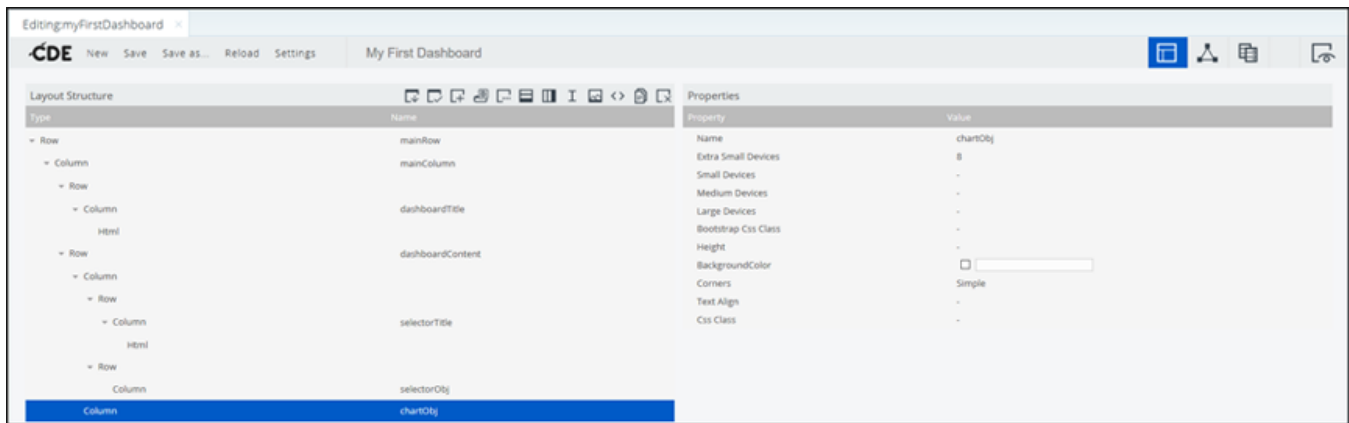 Editing:myFirstDashboard ×
CDE New Save Save as... Reload Settings My First Dashboard
Layout Structure
Type Name
Row mainRow
Column mainColumn
Row
Column dashboardTitle
Html
Row dashboardContent
Column
Row
Column selectorTitle
Html
Row
Column selectorObj
Column chartObj
Properties
Property Value
Name chartObj
Extra Small Devices 8
Small Devices -
Medium Devices -
Large Devices -
Bootstrap Css Class -
Height -
BackgroundColor
Corners Simple
Text Align -
Css Class -